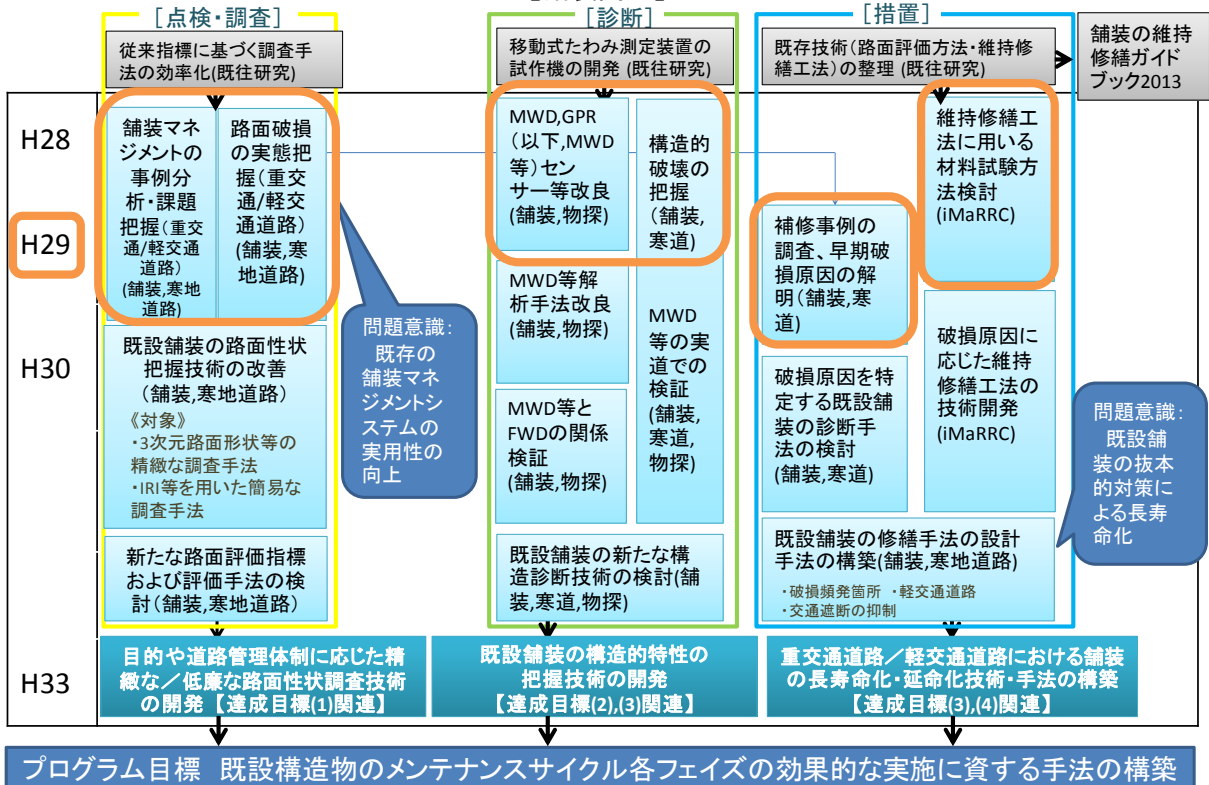 [点検・調査]
従来指標に基づく調査手
法の効率化(既往研究)
[診断]
移動式たわみ測定装置の
試作機の開発 (既往研究)
[措置]
既存技術(路面評価方法・維持修
繕工法)の整理 (既往研究)
舗装の維持
修繕ガイド
ブック2013
H28
H29
H30
H33
舗装マネ
ジメントの
事例分
析・課題
把握(重交
通/軽交通
道路)
(舗装,寒地
道路)
路面破損
の実態把
握(重交
通/軽交
通道路)
(舗装,寒
地道路)
既設舗装の路面性状
把握技術の改善
(舗装,寒地道路)
《対象》
・3次元路面形状等の
精緻な調査手法
・IRI等を用いた簡易な
調査手法
新たな路面評価指標
および評価手法の検
討(舗装,寒地道路)
問題意識:
既存の
舗装マネ
ジメントシ
ステムの
実用性の
向上
MWD,GPR
(以下,MWD
等)セン
サー等改良
(舗装,物探)
構造的
破壊の
把握
(舗装,
寒道)
MWD等解
析手法改良
(舗装,物探)
MWD
等の実
道での
検証
(舗装,
寒道,
物探)
MWD等と
FWDの関係
検証
(舗装,物探)
既設舗装の新たな構
造診断技術の検討(舗
装,寒道,物探)
維持修繕工
法に用いる
材料試験方
法検討
(iMaRRC)
補修事例の
調査、早期破
損原因の解
明(舗装,寒
道)
破損原因に
応じた維持
修繕工法の
技術開発
(iMaRRC)
破損原因を特
定する既設舗
装の診断手
法の検討
(舗装,寒道)
既設舗装の修繕手法の設計
手法の構築(舗装,寒地道路)
・破損頻発箇所 ・軽交通道路
・交通遮断の抑制
問題意識:
既設舗
装の抜本
的対策に
よる長寿
命化
目的や道路管理体制に応じた精
緻な/低廉な路面性状調査技術
の開発【達成目標(1)関連】
既設舗装の構造的特性の
把握技術の開発
【達成目標(2),(3)関連】
重交通道路/軽交通道路における舗装
の長寿命化・延命化技術・手法の構築
【達成目標(3),(4)関連】
プログラム目標 既設構造物のメンテナンスサイクル各フェイズの効果的な実施に資する手法の構築